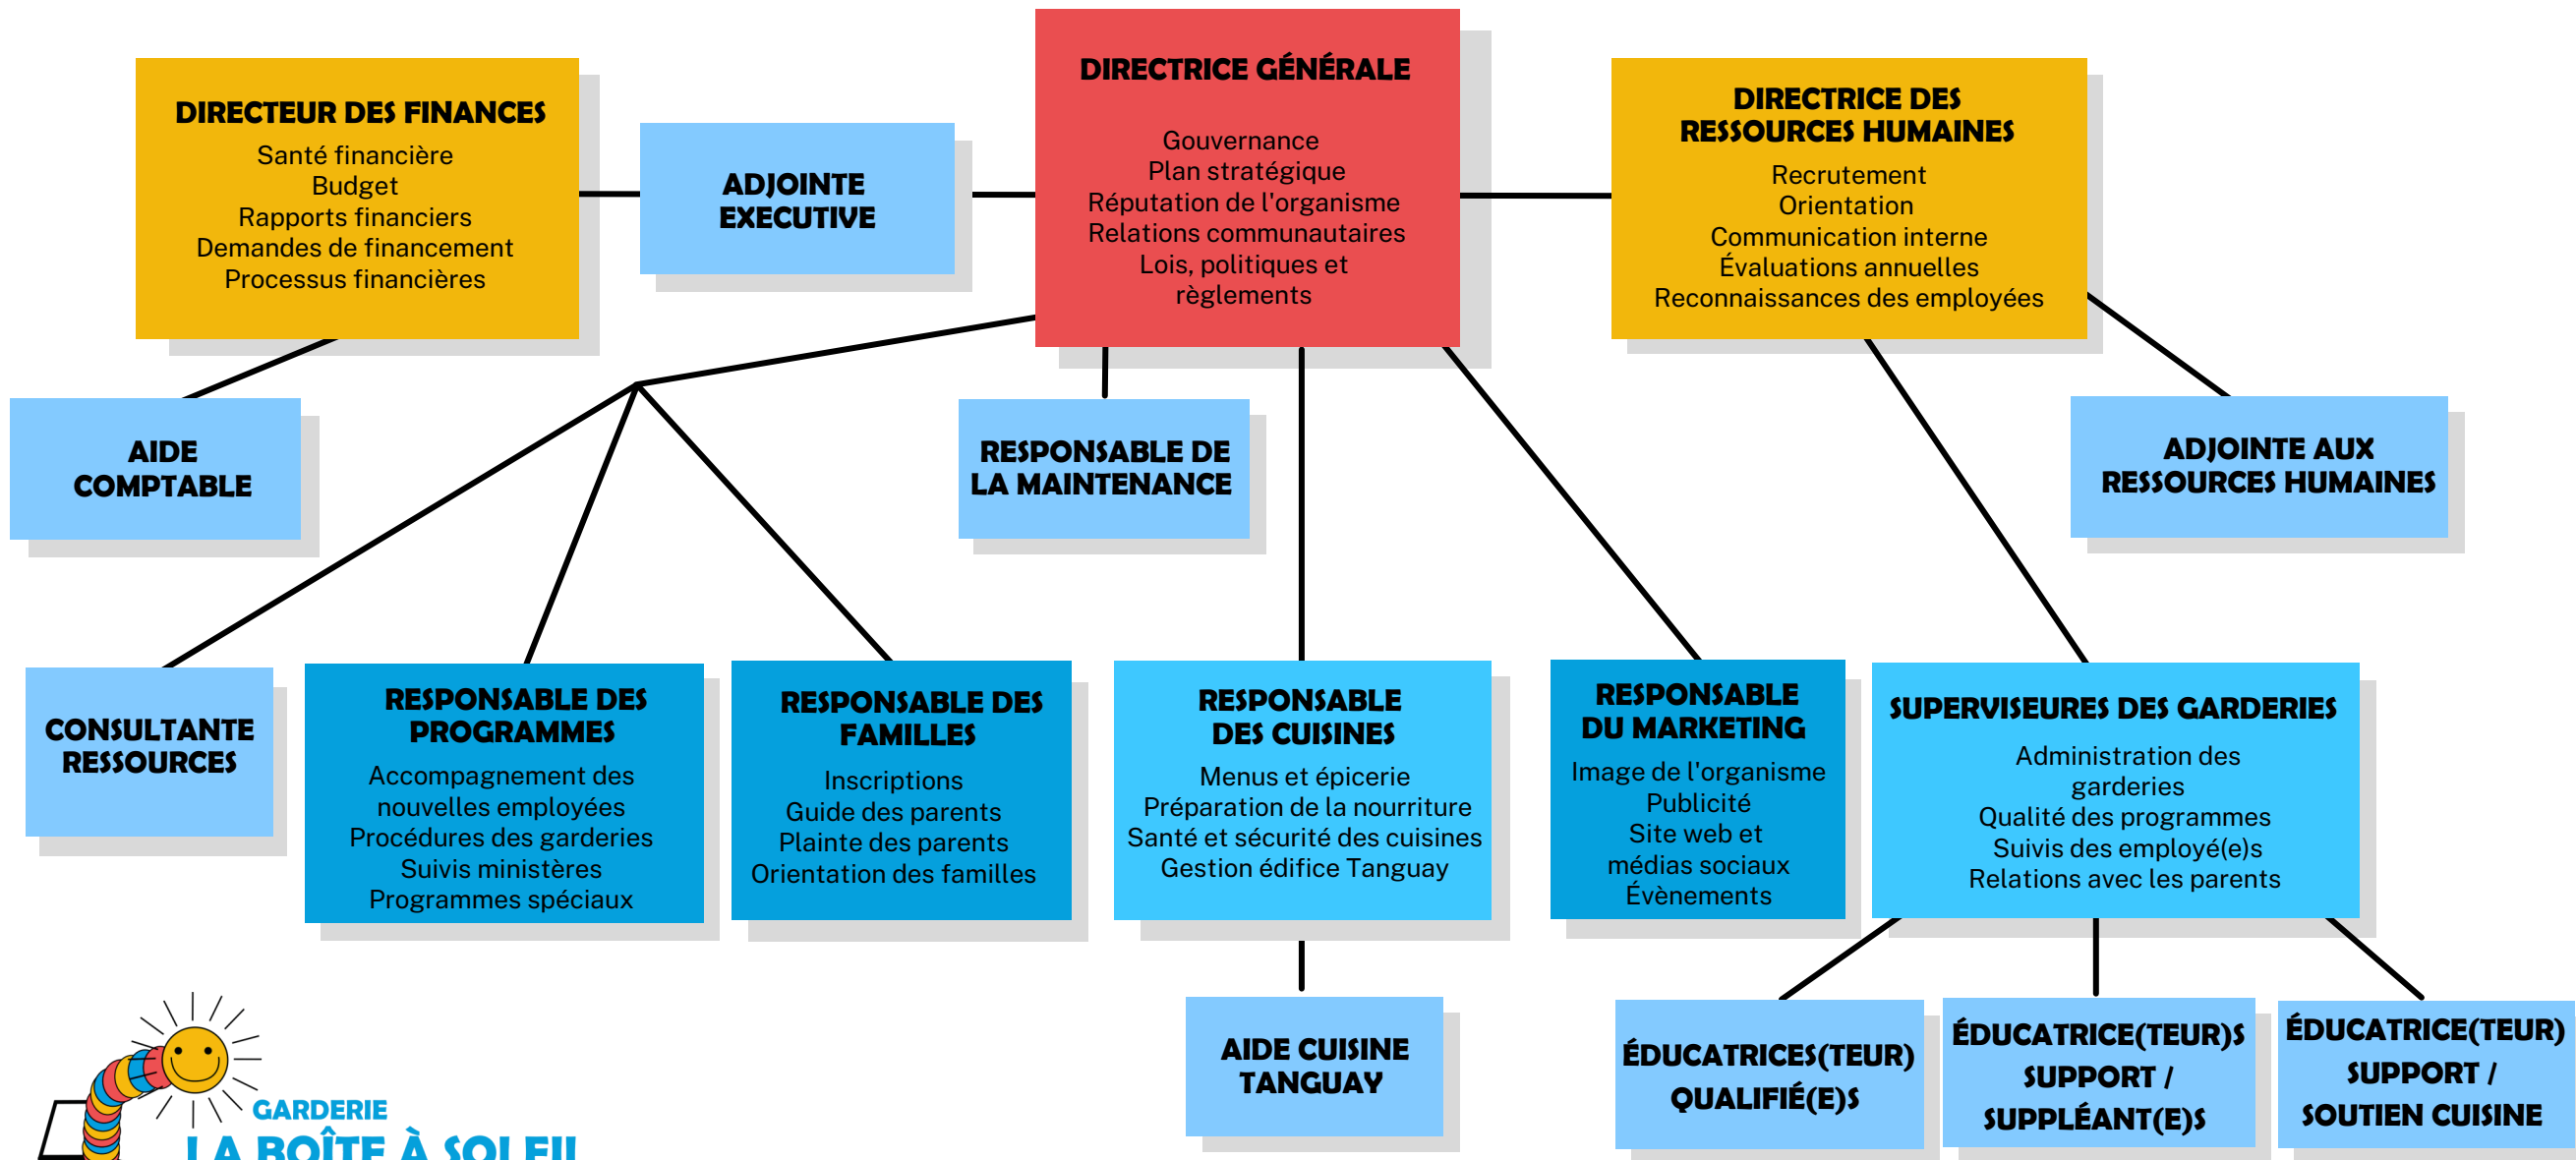 DIRECTEUR DES FINANCES
Santé financière
Budget
Rapports financiers
Demandes de financement
Processus financières
ADJOINTE
EXECUTIVE
DIRECTRICE GÉNÉRALE
Gouvernance
Plan stratégique
Réputation de l'organisme
Relations communautaires
Lois, politiques et
règlements
DIRECTRICE DES
RESSOURCES HUMAINES
Recrutement
Orientation
Communication interne
Évaluations annuelles
Reconnaissances des employées
AIDE
COMPTABLE
RESPONSABLE DE
LA MAINTENANCE
ADJOINTE AUX
RESSOURCES HUMAINES
CONSULTANTE
RESSOURCES
RESPONSABLE DES
PROGRAMMES
Accompagnement des
nouvelles employées
Procédures des garderies
Suivis ministères
Programmes spéciaux
RESPONSABLE DES
FAMILLES
Inscriptions
Guide des parents
Plainte des parents
Orientation des familles
RESPONSABLE
DES CUISINES
Menus et épicerie
Préparation de la nourriture
Santé et sécurité des cuisines
Gestion édifice Tanguay
RESPONSABLE
DU MARKETING
Image de l'organisme
Publicité
Site web et
médias sociaux
Évènements
SUPERVISEURES DES GARDERIES
Administration des
garderies
Qualité des programmes
Suivis des employé(e)s
Relations avec les parents
AIDE CUISINE
TANGUAY
ÉDUCATRICES(TEUR)
QUALIFIÉ(E)S
ÉDUCATRICE(TEUR)S
SUPPORT /
SUPPLÉANT(E)S
ÉDUCATRICE(TEUR)
SUPPORT /
SOUTIEN CUISINE
GARDERIE
LA BOÎTE À SOLEIL